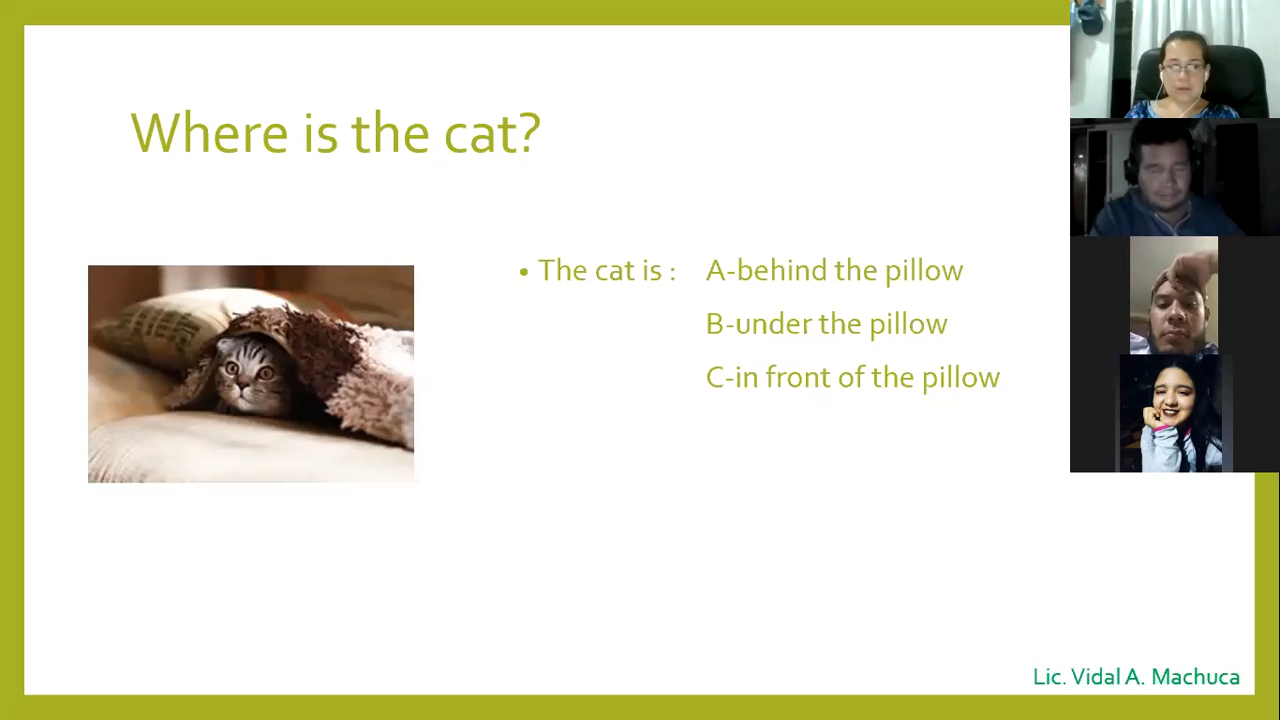 Where is the cat?
• The cat is : A-behind the pillow
B-under the pillow
C-in front of the pillow
Lic. Vidal A. Machuca